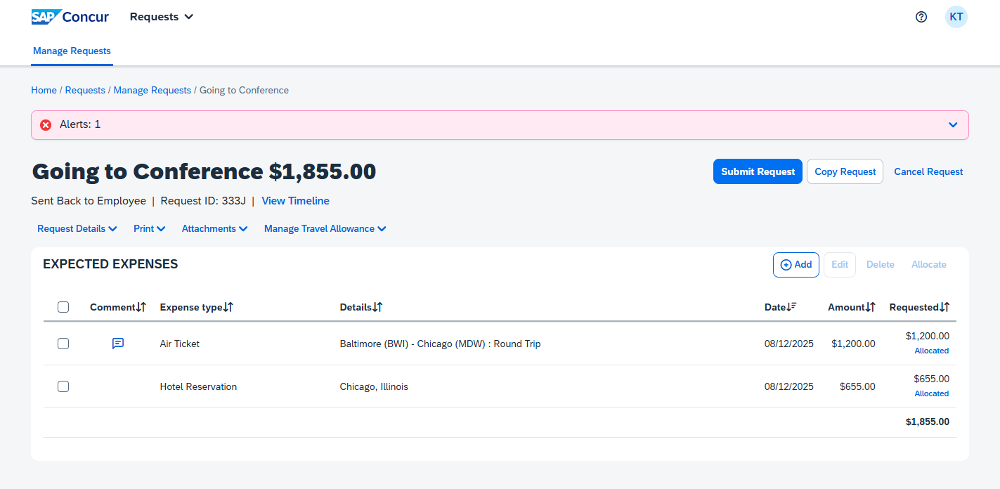 SAP Concur Requests KT
Manage Requests
Home / Requests / Manage Requests / Going to Conference
Alerts: 1
Going to Conference $1,855.00
Submit Request Copy Request Cancel Request
Sent Back to Employee | Request ID: 333J | View Timeline
Request Details Print Attachments Manage Travel Allowance
EXPECTED EXPENSES
Add Edit Delete Allocate
Comment Expense type Details Date Amount Requested
Air Ticket Baltimore (BWI) - Chicago (MDW) : Round Trip 08/12/2025 $1,200.00 $1,200.00
Allocated
Hotel Reservation Chicago, Illinois 08/12/2025 $655.00 $655.00
Allocated
$1,855.00